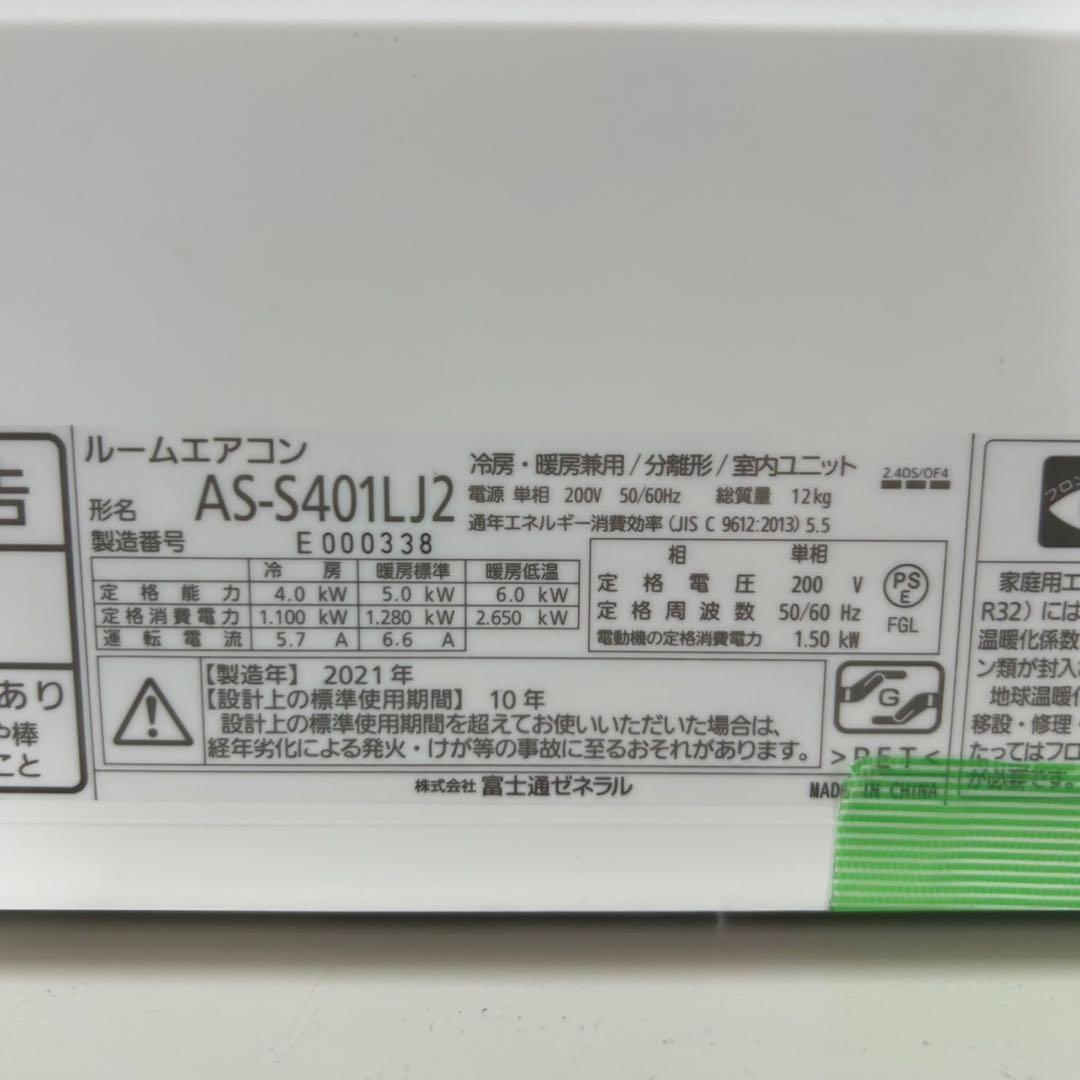 告
あり
や棒
こと
ルームエアコン
形名 AS-S401LJ2
製造番号 E000338
冷房・暖房兼用/分離形/室内ユニット
電源 単相 200V 50/60Hz 総質量 12kg
通年エネルギー消費効率 (JIS C 9612:2013) 5.5
2.4DS/OF4
冷房 暖房標準 暖房低温
定格能力 4.0 kW 5.0 kW 6.0 kW
定格消費電力 1.100 kW 1.280 kW 2.650 kW
運転電流 5.7 A 6.6 A
相 単相
定格電圧 200 V
定格周波数 50/60 Hz
電動機の定格消費電力 1.50 kW
PS
E
FGL
【製造年】 2021年
【設計上の標準使用期間】 10年
設計上の標準使用期間を超えてお使いいただいた場合は、
経年劣化による発火・けが等の事故に至るおそれがあります。
G
>PET<
株式会社 富士通ゼネラル
MADE IN CHINA
フロン
家庭用エ
R32)には
温暖化係数
ン類が封入
地球温暖化
移設・修理・
たってはフロ
が必要です。